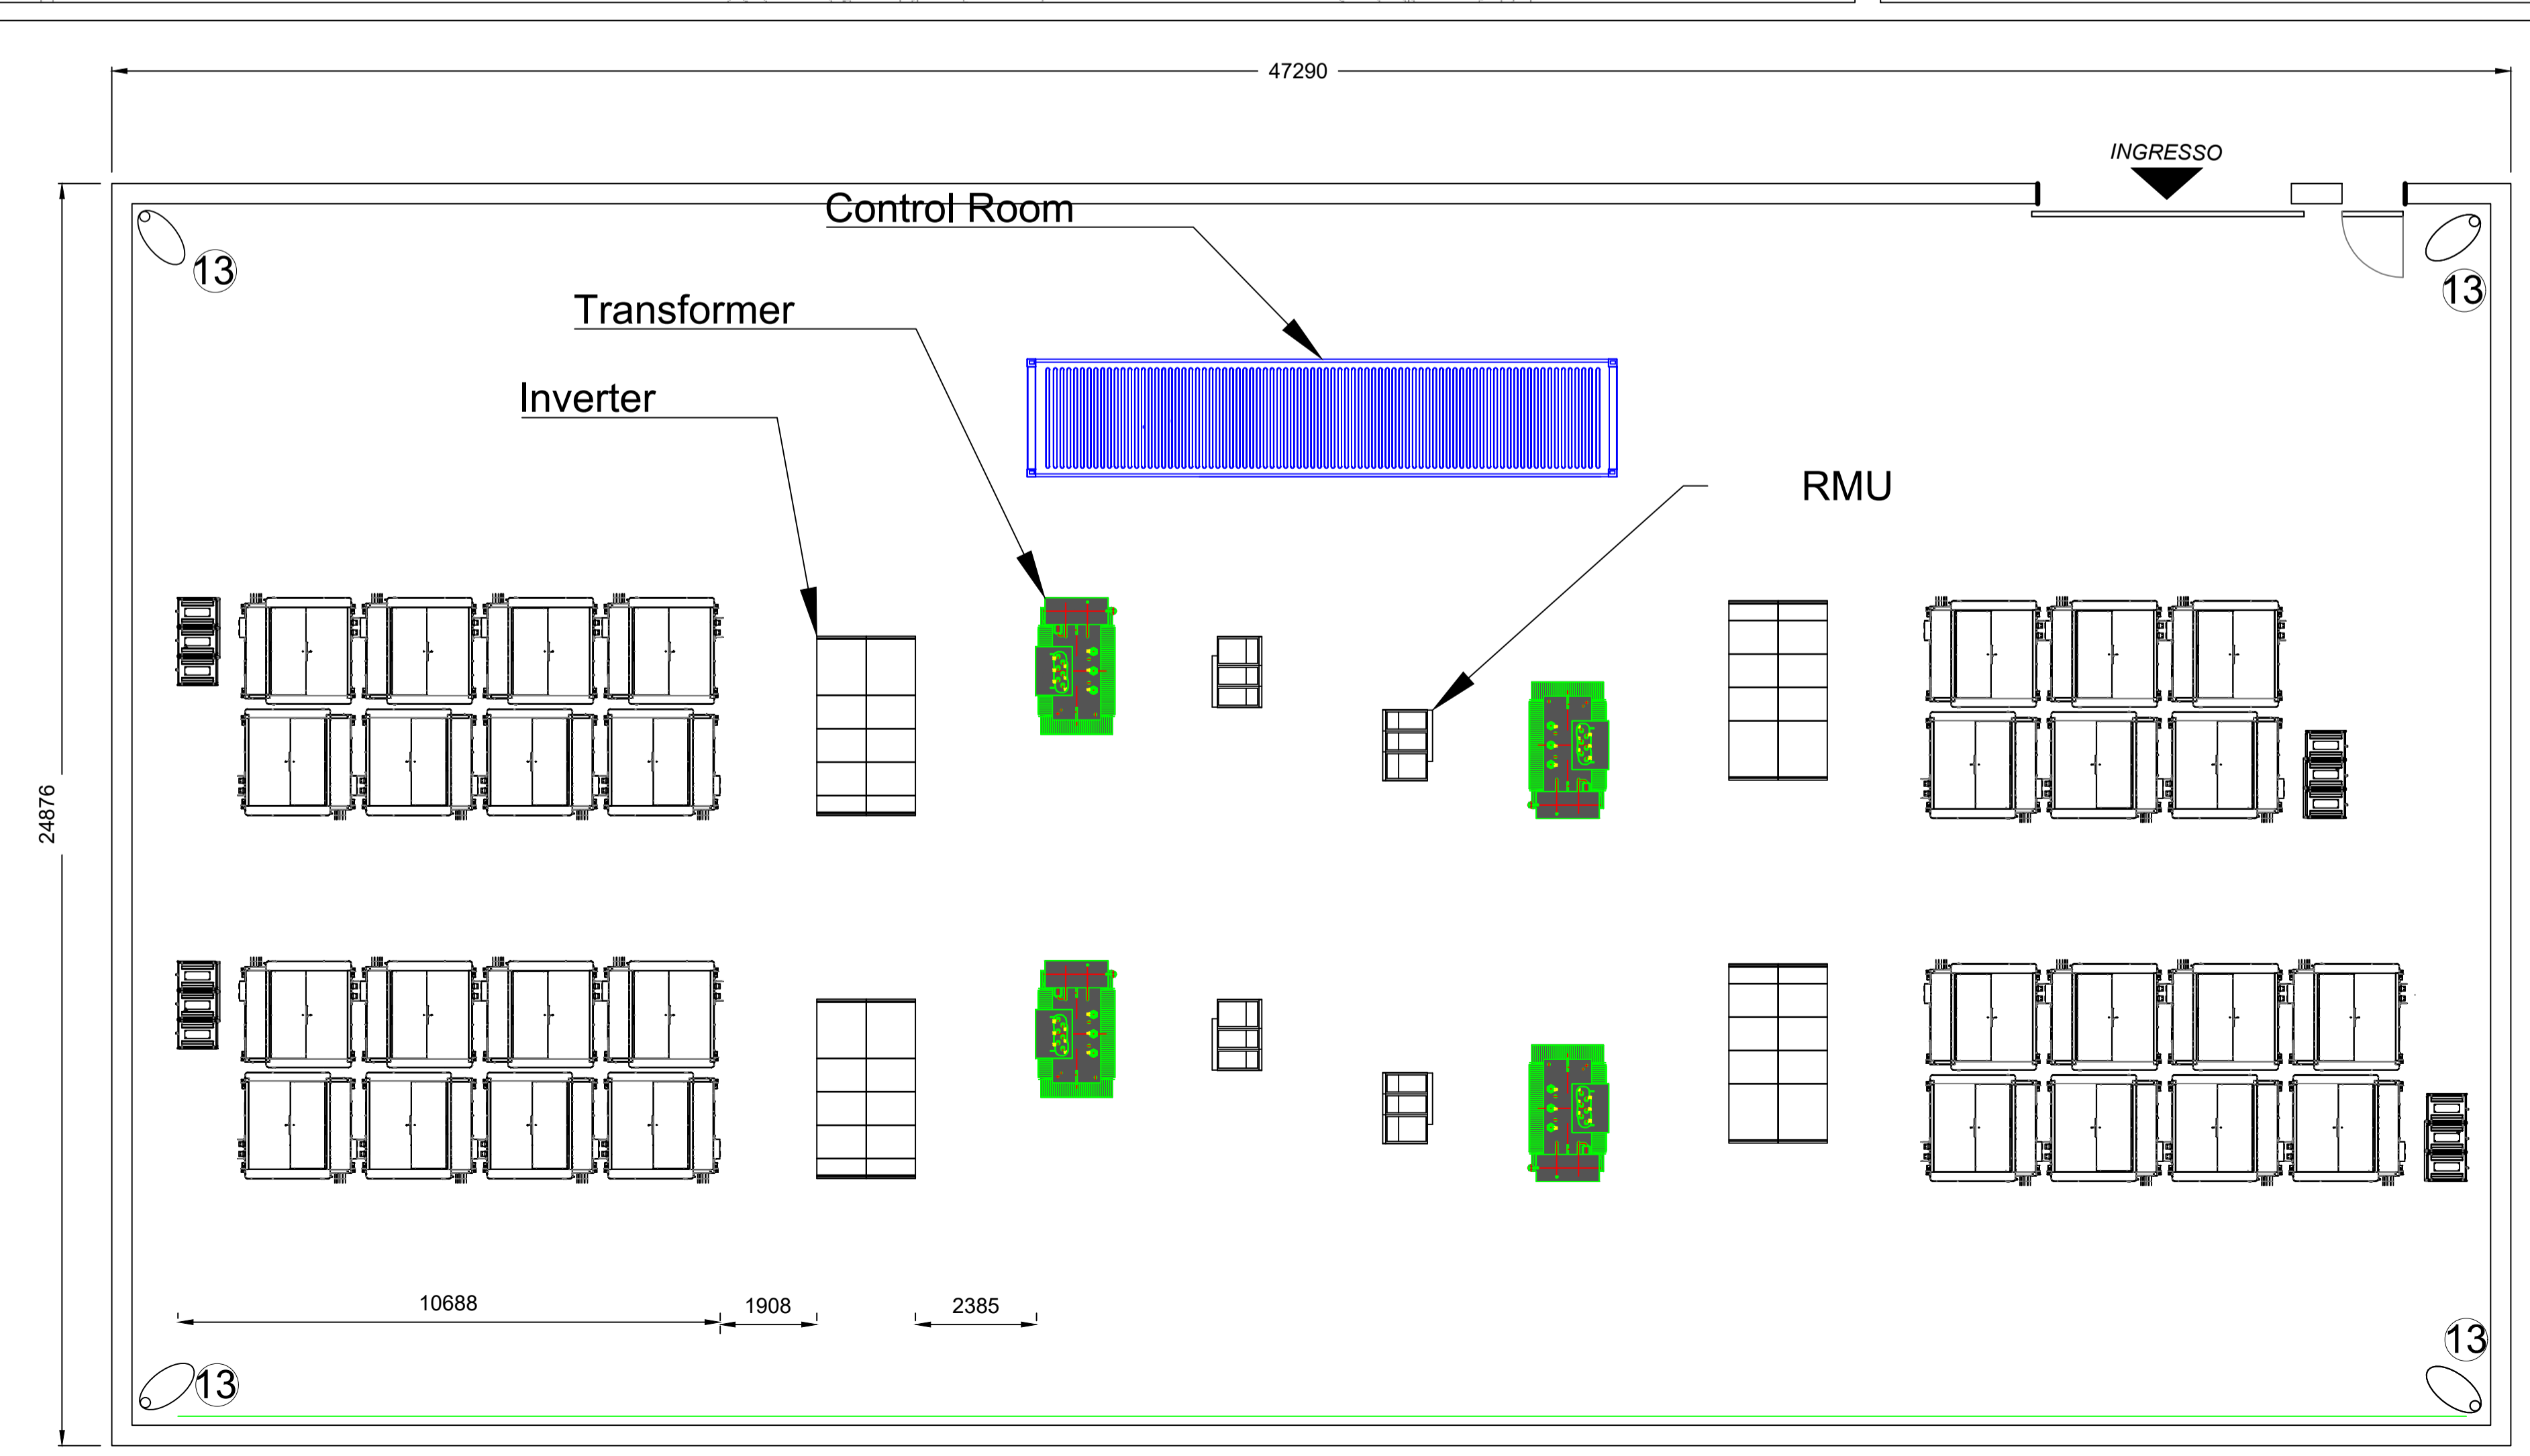 47290
INGRESSO
Control Room
13
13
Transformer
Inverter
RMU
24876
10688
1908
2385
13
13